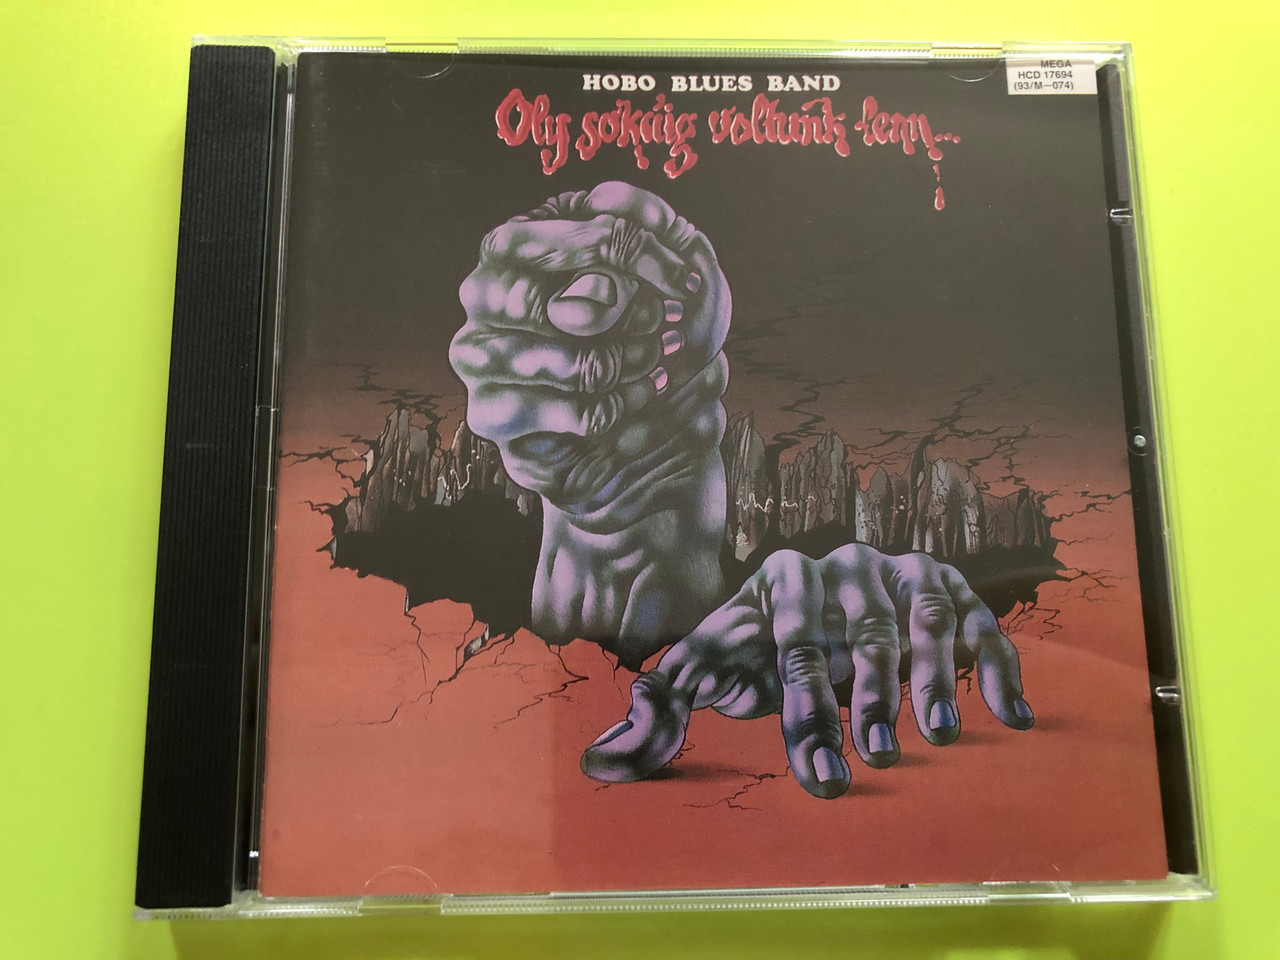 HOBO BLUES BAND
Oly sokáig voltunk lenn...
MEGA
HCD 17694
(93/M—074)